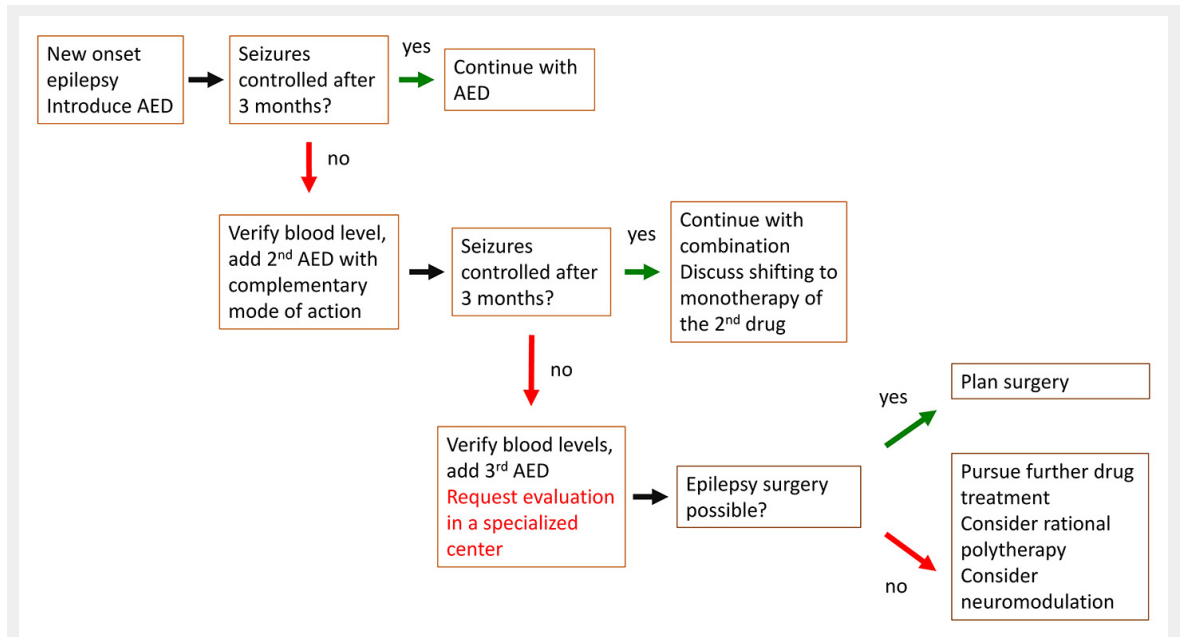 New onset
epilepsy
Introduce AED
Seizures
controlled after
3 months?
yes
Continue with
AED
no
Verify blood level,
add 2nd AED with
complementary
mode of action
Seizures
controlled after
3 months?
yes
Continue with
combination
Discuss shifting to
monotherapy of
the 2nd drug
no
Verify blood levels,
add 3rd AED
Request evaluation
in a specialized
center
Epilepsy surgery
possible?
yes
Plan surgery
no
Pursue further drug
treatment
Consider rational
polytherapy
Consider
neuromodulation